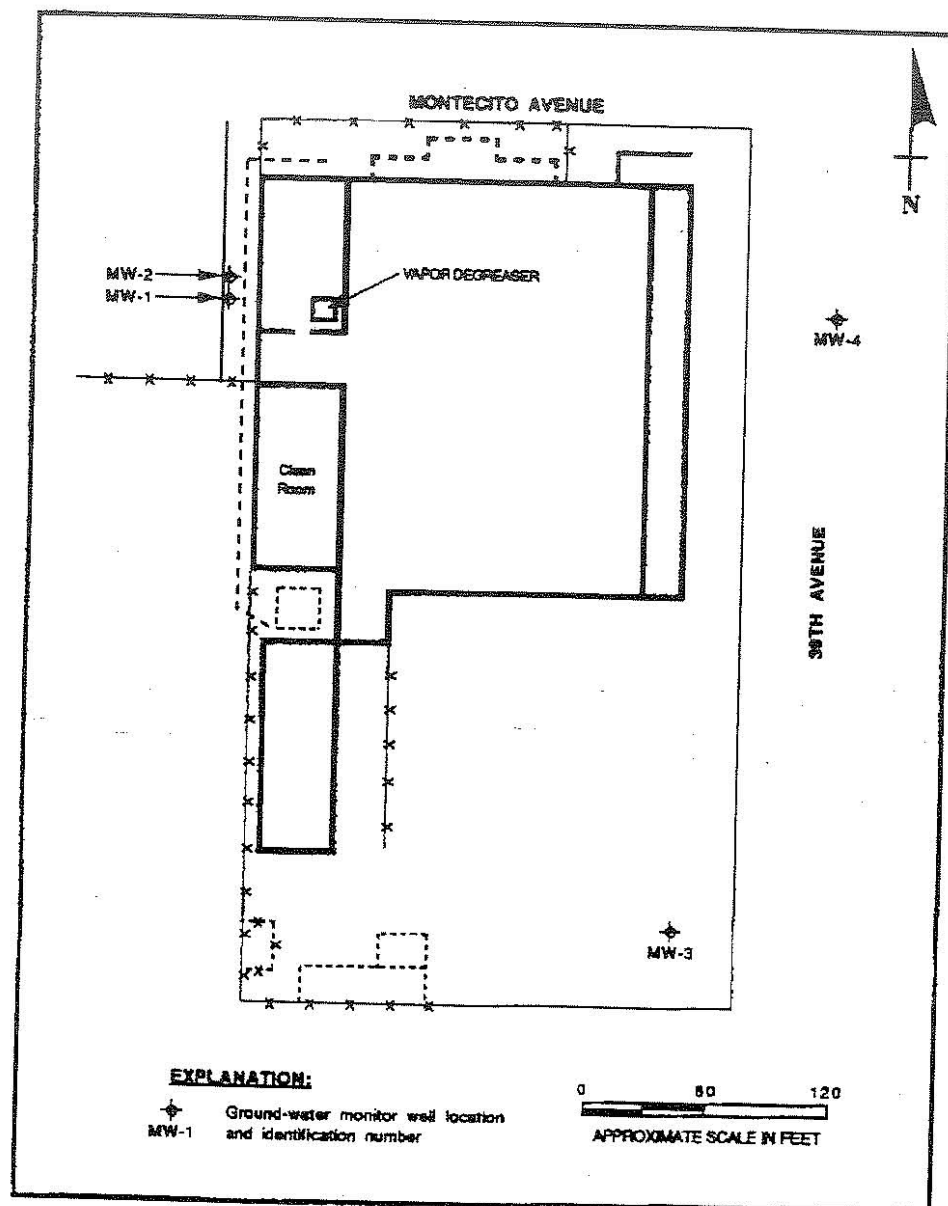 MONTECITO AVENUE
N
MW-2
MW-1
VAPOR DEGREASER
MW-4
Clean
Room
39TH AVENUE
MW-3
EXPLANATION:
MW-1
Ground-water monitor well location
and identification number
0 60 120
APPROXIMATE SCALE IN FEET